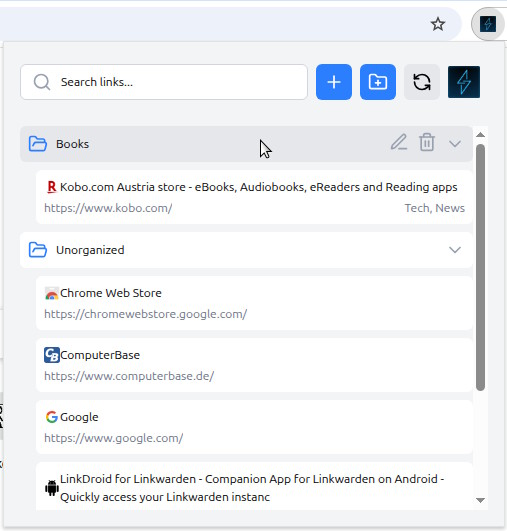 Search links...
Books
Kobo.com Austria store - eBooks, Audiobooks, eReaders and Reading apps
https://www.kobo.com/ Tech, News
Unorganized
Chrome Web Store
https://chromewebstore.google.com/
ComputerBase
https://www.computerbase.de/
Google
https://www.google.com/
LinkDroid for Linkwarden - Companion App for Linkwarden on Android -
Quickly access your Linkwarden instanc